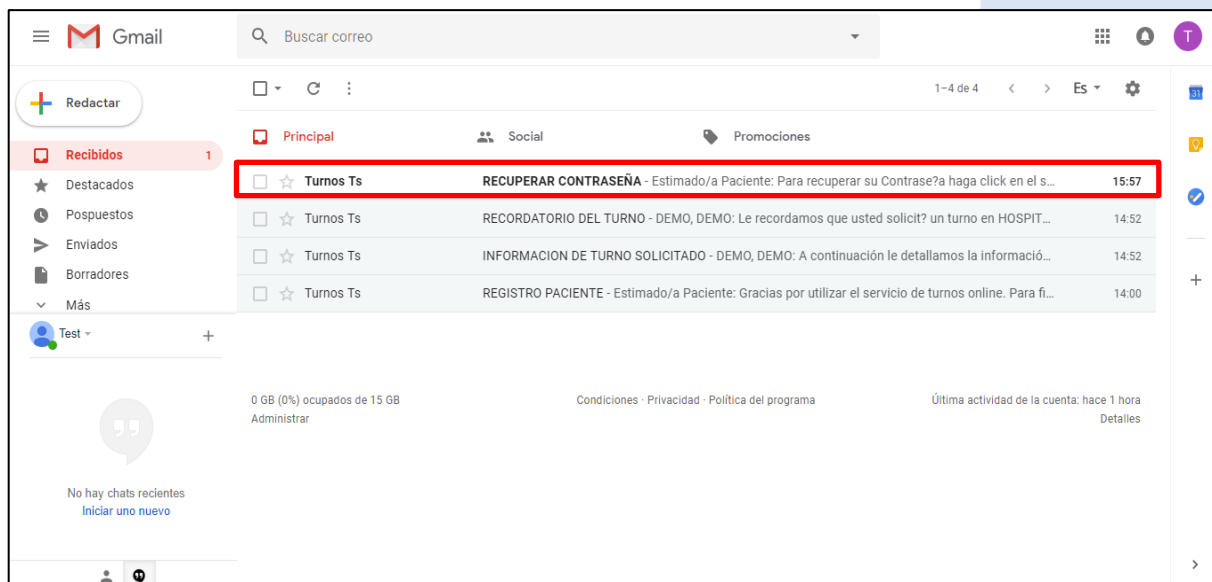 Gmail
Buscar correo
T
Redactar
1–4 de 4
Es
31
Principal
Social
Promociones
Recibidos 1
Turnos Ts RECUPERAR CONTRASEÑA - Estimado/a Paciente: Para recuperar su Contrase?a haga click en el s... 15:57
Destacados
Turnos Ts RECORDATORIO DEL TURNO - DEMO, DEMO: Le recordamos que usted solicit? un turno en HOSPIT... 14:52
Pospuestos
Enviados
Turnos Ts INFORMACION DE TURNO SOLICITADO - DEMO, DEMO: A continuación le detallamos la informació... 14:52
Borradores
Turnos Ts REGISTRO PACIENTE - Estimado/a Paciente: Gracias por utilizar el servicio de turnos online. Para fi... 14:00
Más
Test
0 GB (0%) ocupados de 15 GB
Administrar
Condiciones · Privacidad · Política del programa
Última actividad de la cuenta: hace 1 hora
Detalles
No hay chats recientes
Iniciar uno nuevo